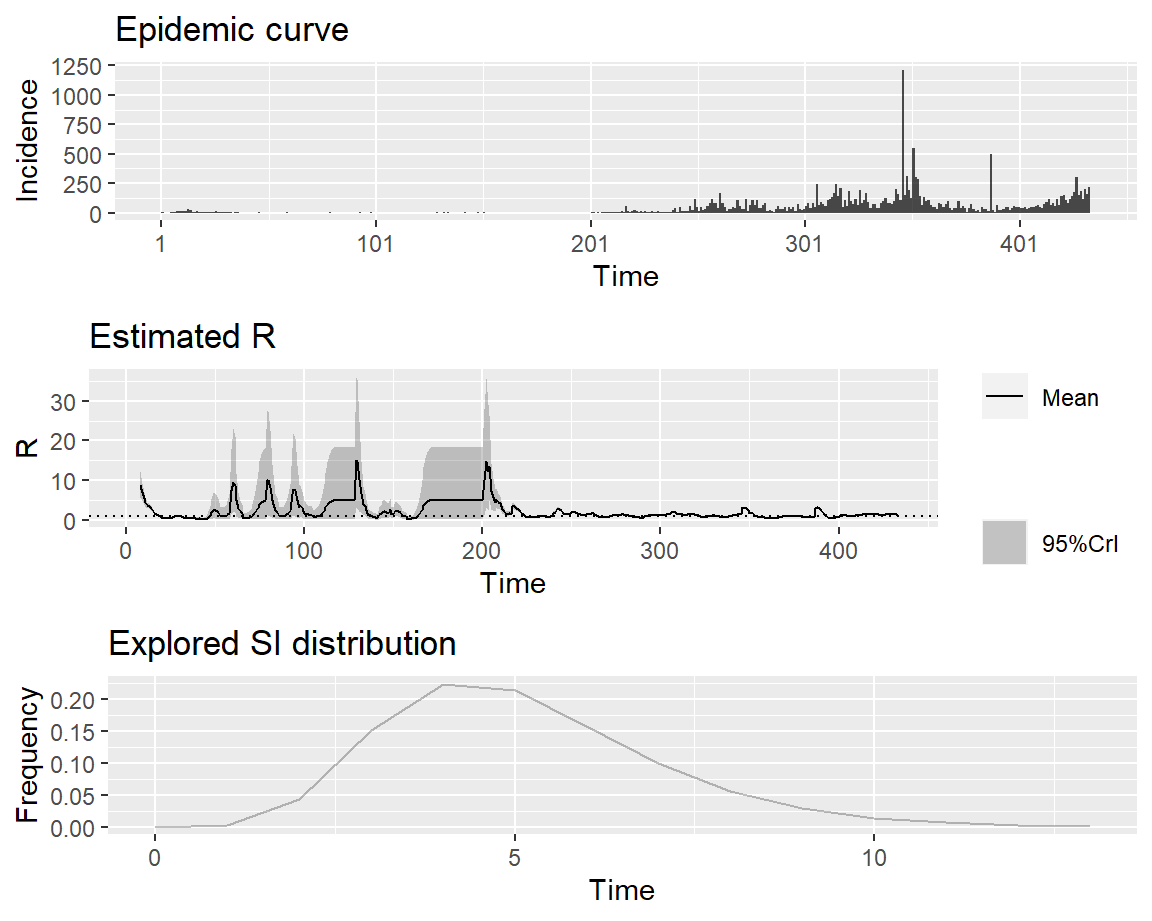 Epidemic curve
1250
1000
750
500
250
0
Incidence
1 101 201 301 401
Time
Estimated R
30
20
10
0
R
0 100 200 300 400
Time
Mean
95%CrI
Explored SI distribution
0.20
0.15
0.10
0.05
0.00
Frequency
0 5 10
Time